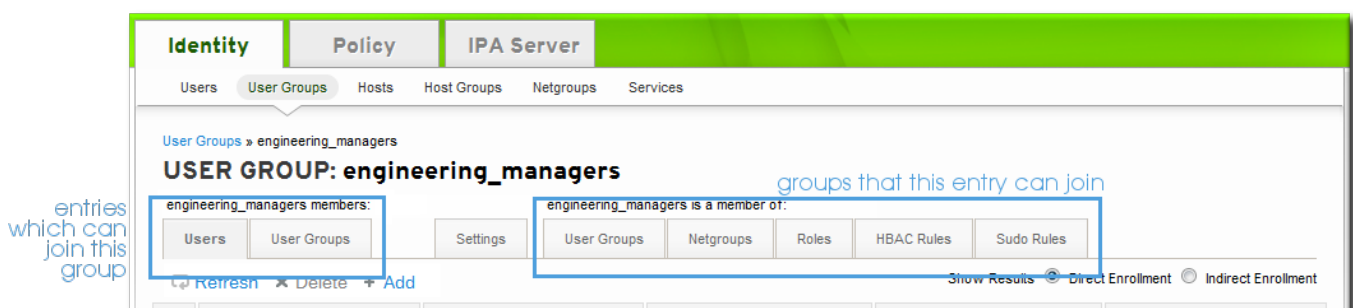 Identity Policy IPA Server
Users User Groups Hosts Host Groups Netgroups Services
User Groups » engineering_managers
USER GROUP: engineering_managers
groups that this entry can join
entries
which can
join this
group
engineering_managers members:
engineering_managers is a member of:
Users User Groups Settings User Groups Netgroups Roles HBAC Rules Sudo Rules
Refresh Delete + Add
Show Results Direct Enrollment Indirect Enrollment